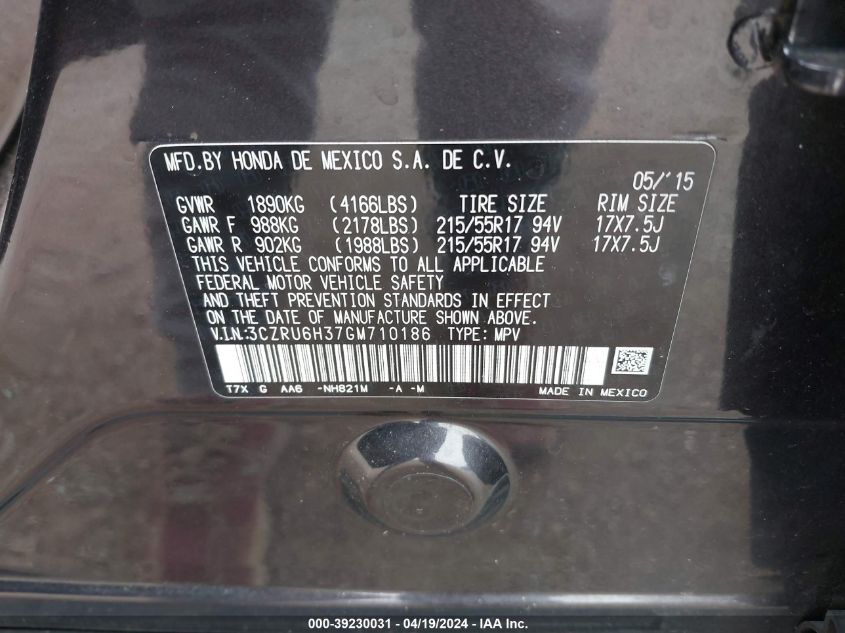 MFD.BY HONDA DE MEXICO S.A. DE C.V.
05/'15
GVWR 1890KG (4166LBS) TIRE SIZE RIM SIZE
GAWR F 988KG (2178LBS) 215/55R17 94V 17X7.5J
GAWR R 902KG (1988LBS) 215/55R17 94V 17X7.5J
THIS VEHICLE CONFORMS TO ALL APPLICABLE
FEDERAL MOTOR VEHICLE SAFETY
AND THEFT PREVENTION STANDARDS IN EFFECT
ON THE DATE OF MANUFACTURE SHOWN ABOVE.
V.I.N.:3CZRU6H37GM710186 TYPE: MPV
T7X G AA6 -NH821M -A -M MADE IN MEXICO
000-39230031 - 04/19/2024 - IAA Inc.